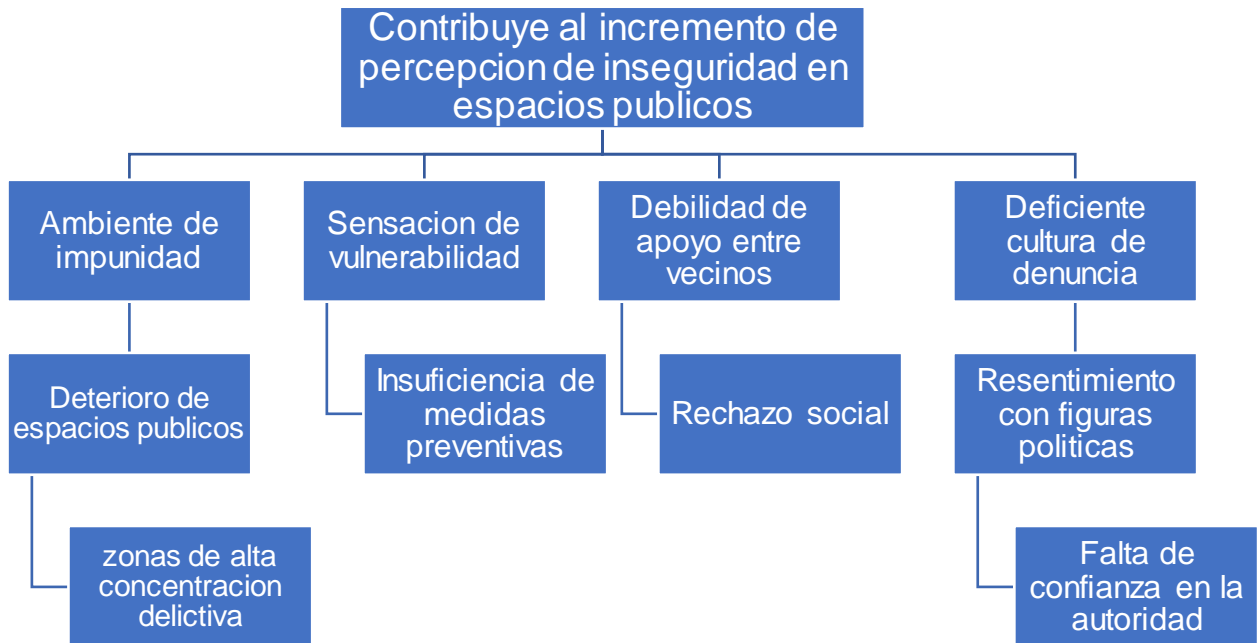 Contribuye al incremento de
percepcion de inseguridad en
espacios publicos
Ambiente de
impunidad
Sensacion de
vulnerabilidad
Debilidad de
apoyo entre
vecinos
Deficiente
cultura de
denuncia
Deterioro de
espacios publicos
Insuficiencia de
medidas
preventivas
Rechazo social
Resentimiento
con figuras
politicas
zonas de alta
concentracion
delictiva
Falta de
confianza en la
autoridad